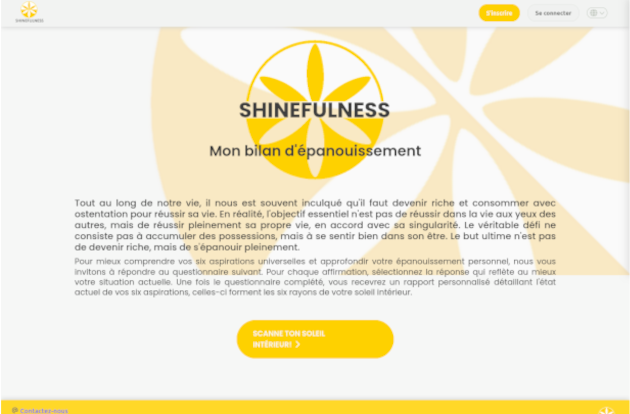 SHINEFULNESS
S'inscrire
Se connecter
SHINEFULNESS
Mon bilan d'épanouissement
Tout au long de notre vie, il nous est souvent inculqué qu'il faut devenir riche et consommer avec
ostentation pour réussir sa vie. En réalité, l'objectif essentiel n'est pas de réussir dans la vie aux yeux des
autres, mais de réussir pleinement sa propre vie, en accord avec sa singularité. Le véritable défi ne
consiste pas à accumuler des possessions, mais à se sentir bien dans son être. Le but ultime n'est pas
de devenir riche, mais de s'épanouir pleinement.
Pour mieux comprendre vos six aspirations universelles et approfondir votre épanouissement personnel, nous vous
invitons à répondre au questionnaire suivant. Pour chaque affirmation, sélectionnez la réponse qui reflète au mieux
votre situation actuelle. Une fois le questionnaire complété, vous recevrez un rapport personnalisé détaillant l'état
actuel de vos six aspirations, celles-ci forment les six rayons de votre soleil intérieur.
SCANNE TON SOLEIL
INTÉRIEUR!
@ Contactez-nous